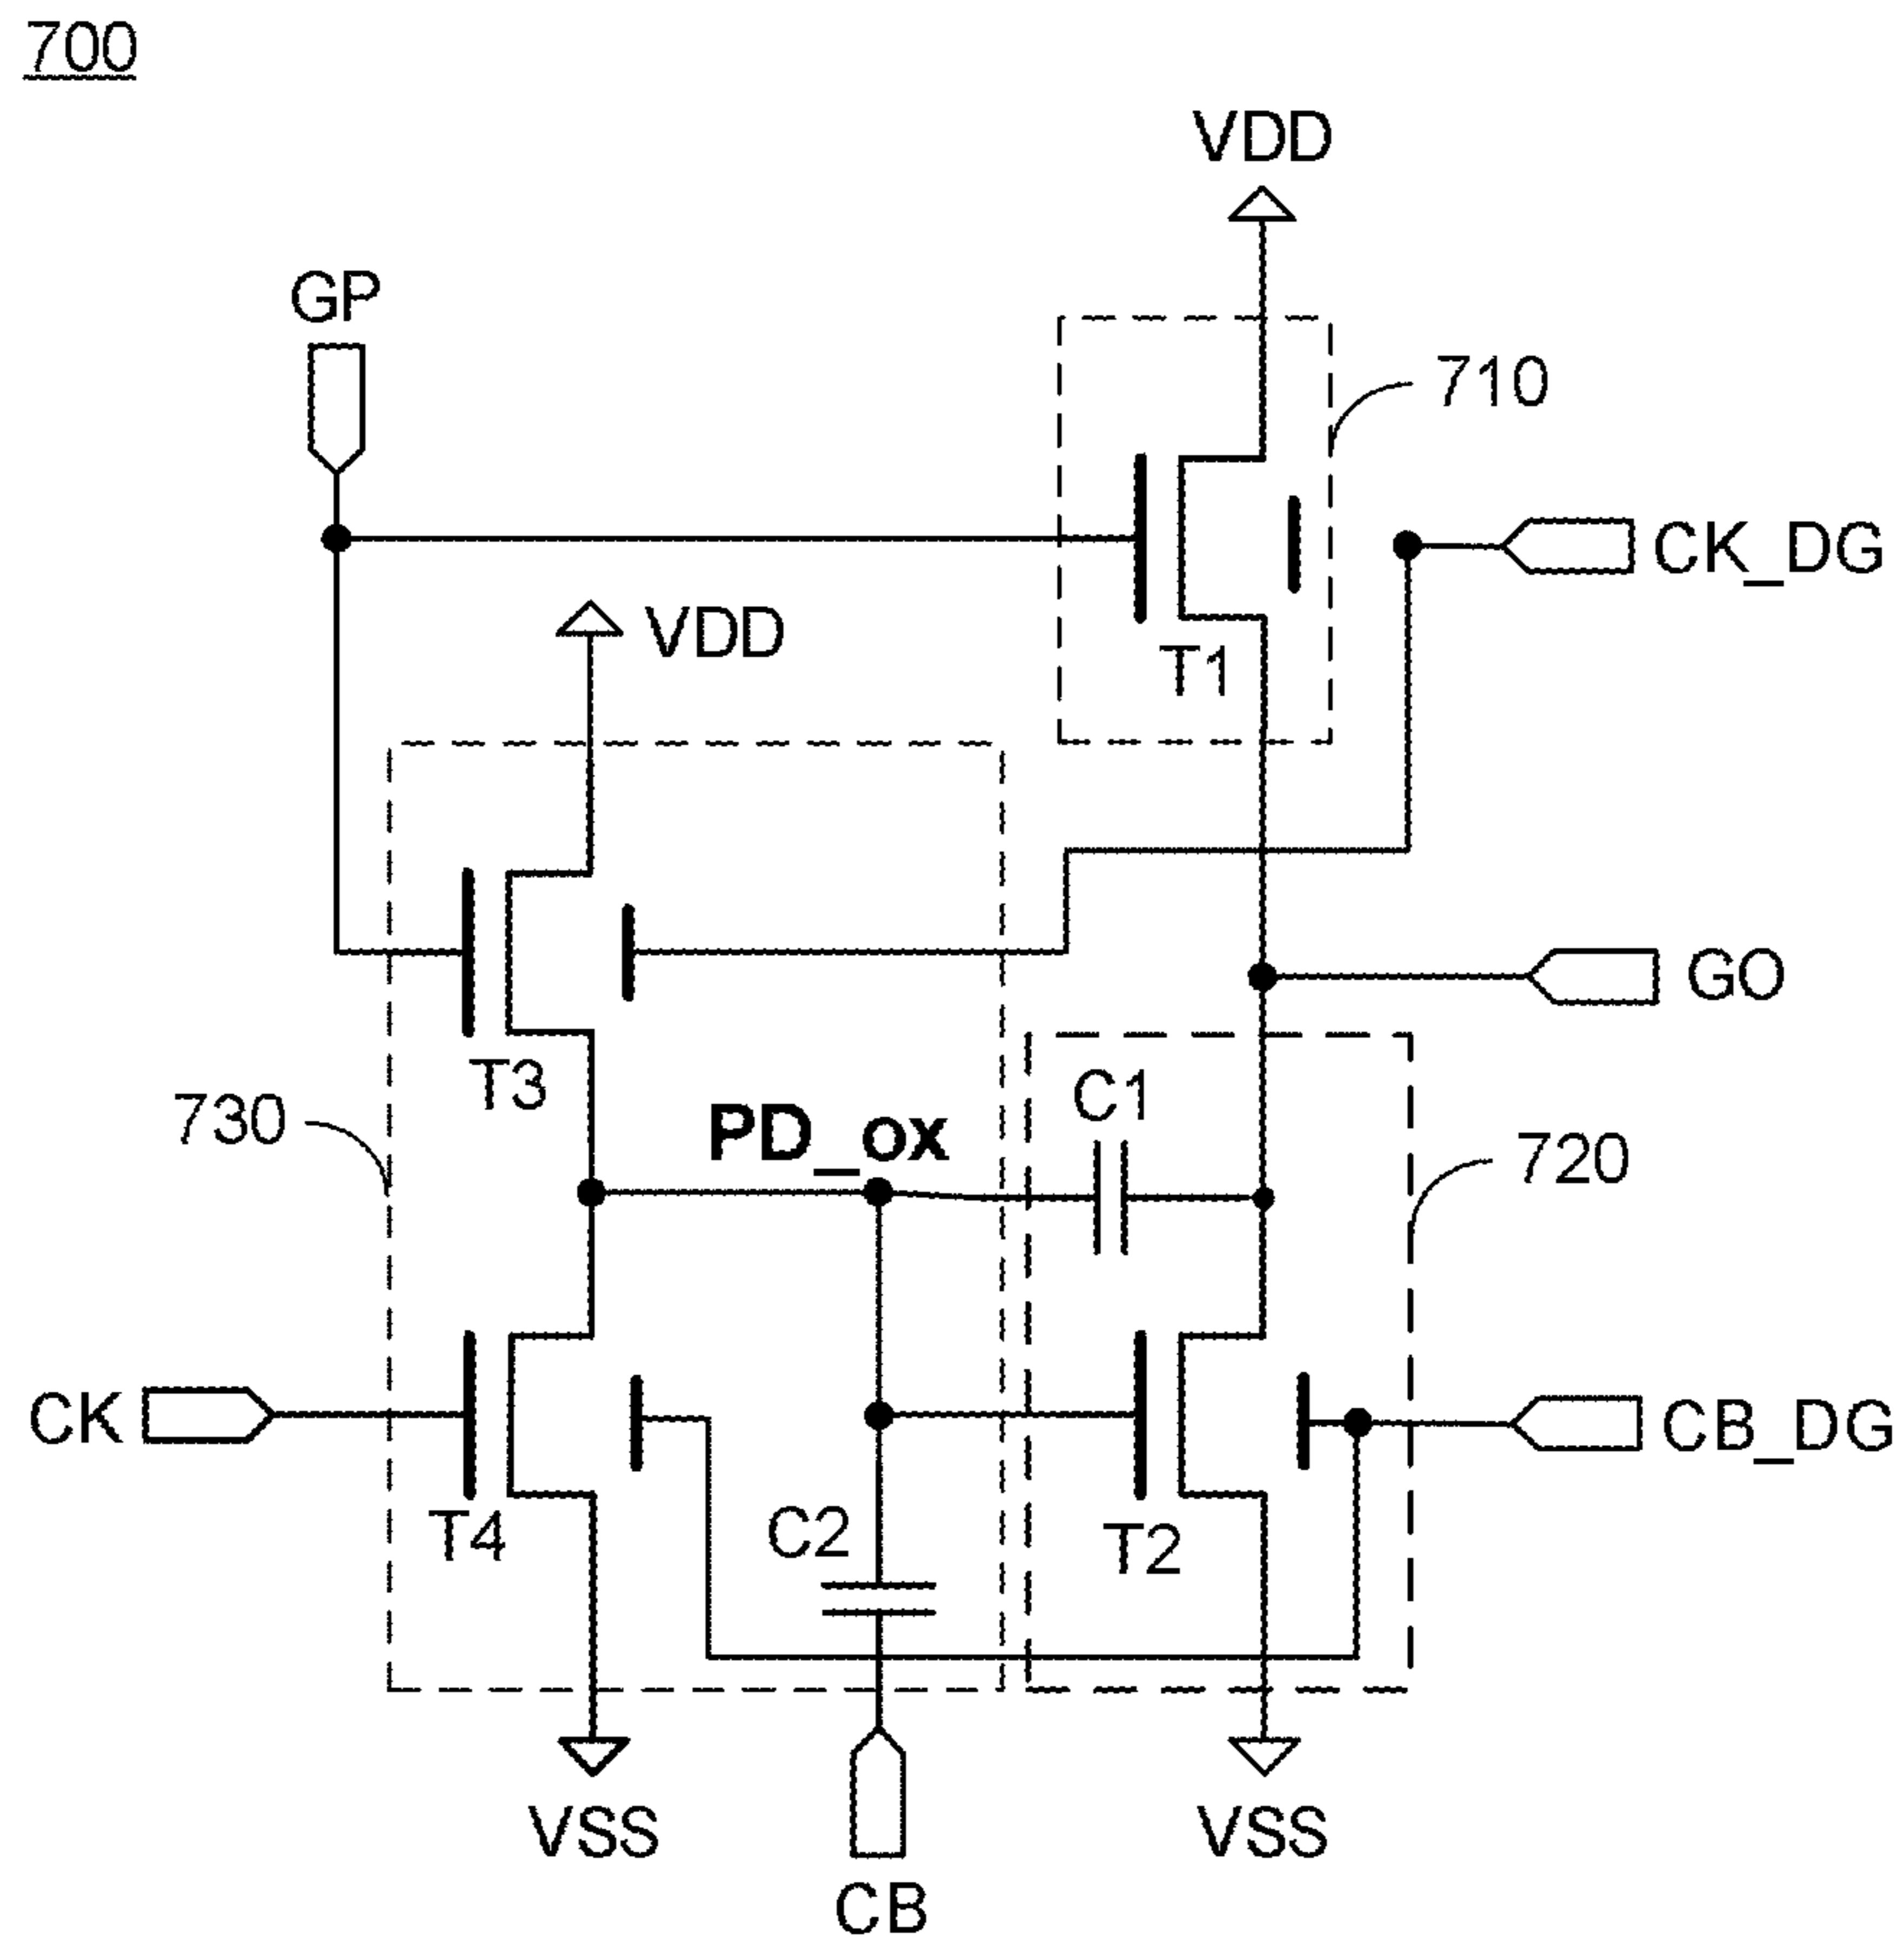 700
VDD
GP
710
CK_DG
T1
VDD
GO
T3
C1
730
PD_ox
720
CK
CB_DG
T4
C2
T2
VSS
VSS
CB